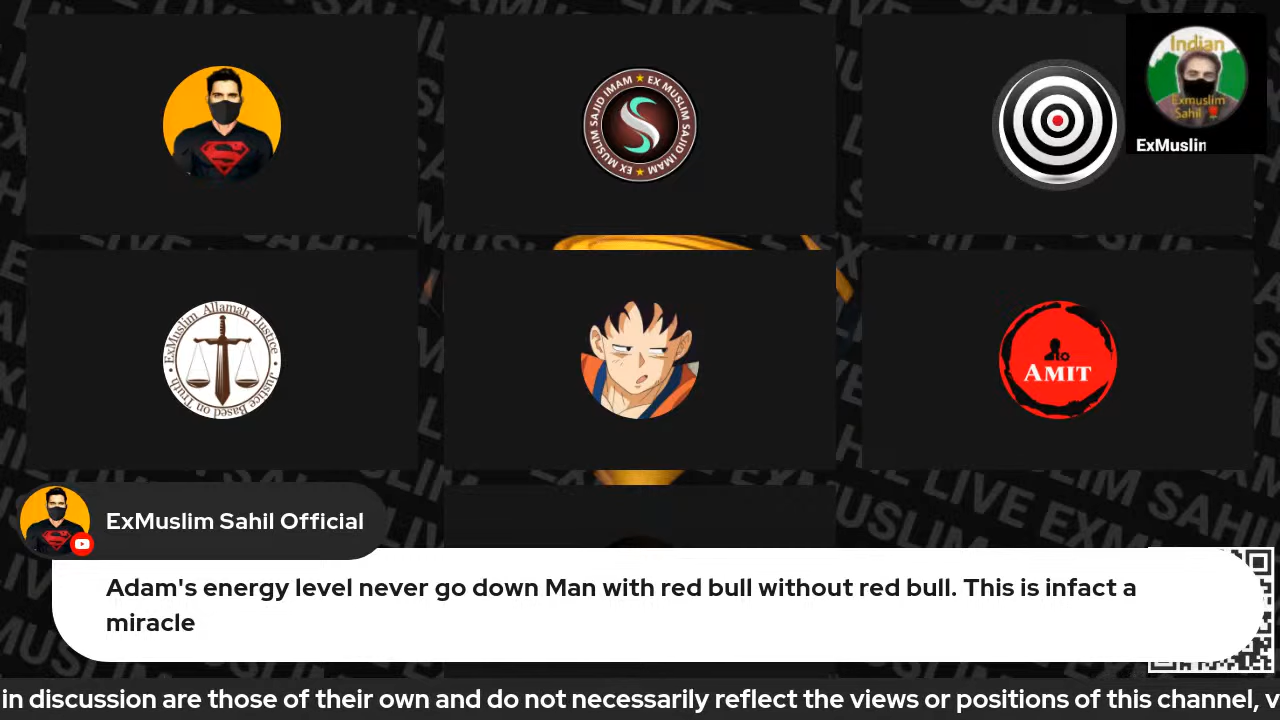 Indian
Exmuslim
Sahil
ExMuslim
EX MUSLIM SAJID IMAM ★ EX MUSLIM SAJID IMAM ★
ExMuslim Allamah Justice • Justice Based on Truth •
AMIT
ExMuslim Sahil Official
Adam's energy level never go down Man with red bull without red bull. This is infact a
miracle
in discussion are those of their own and do not necessarily reflect the views or positions of this channel, v